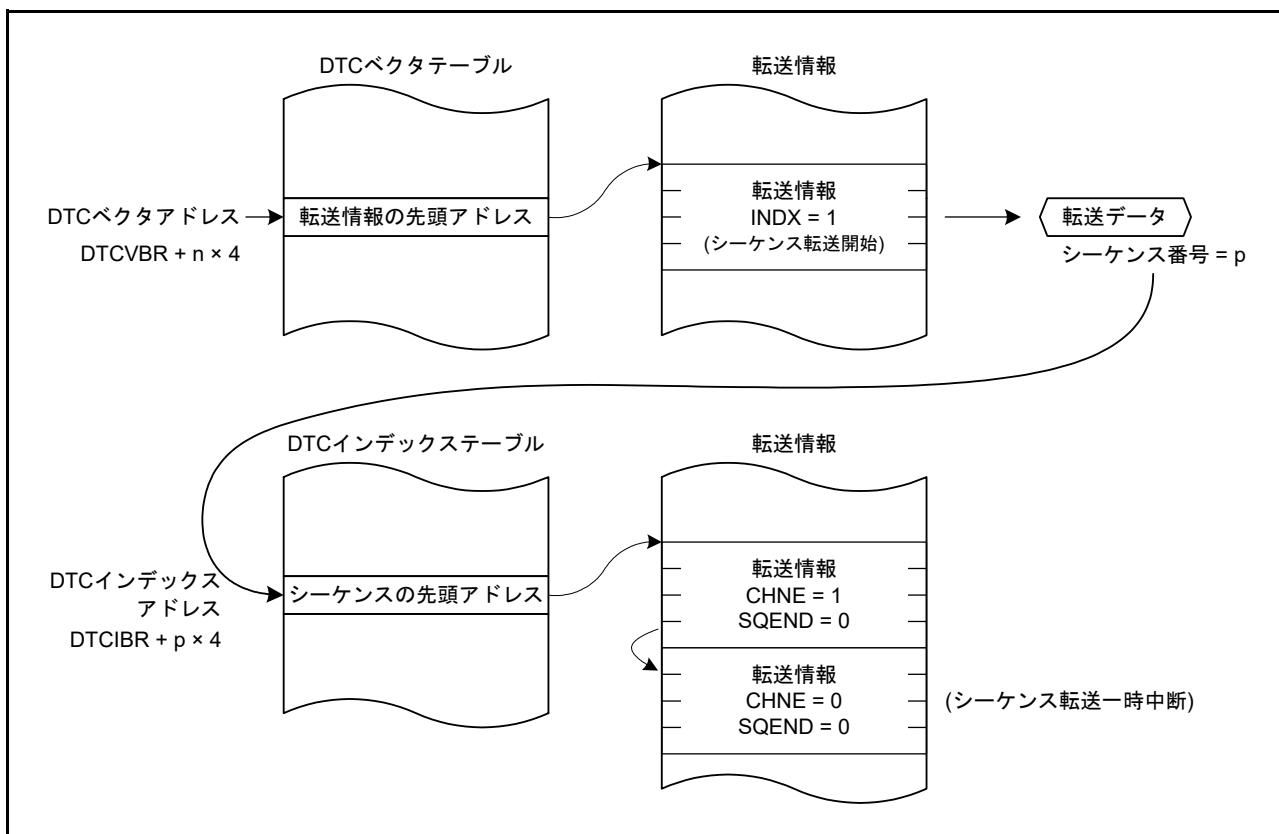 DTCベクタテーブル
転送情報
DTCベクタアドレス
DTCVBR + n × 4
転送情報の先頭アドレス
転送情報
INDX = 1
(シーケンス転送開始)
転送データ
シーケンス番号 = p
DTCインデックステーブル
転送情報
DTCインデックス
アドレス
DTCIBR + p × 4
シーケンスの先頭アドレス
転送情報
CHNE = 1
SQEND = 0
転送情報
CHNE = 0
SQEND = 0
(シーケンス転送一時中断)